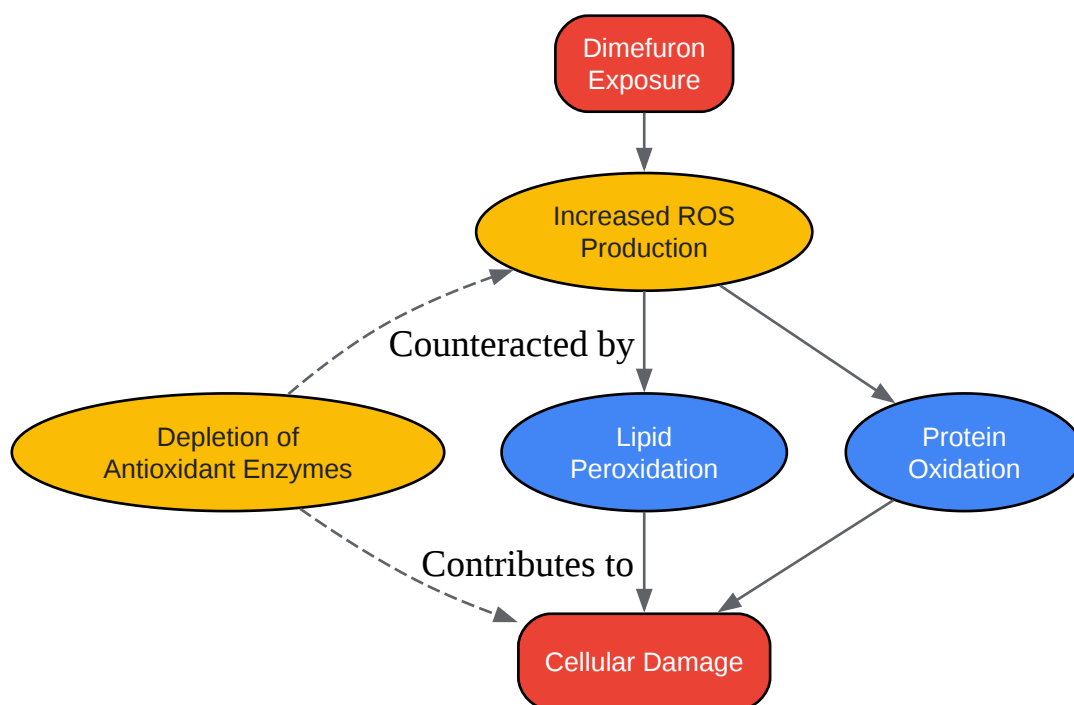 Dimefuron
Exposure
Increased ROS
Production
Counteracted by
Depletion of
Antioxidant Enzymes
Lipid
Peroxidation
Protein
Oxidation
Contributes to
Cellular Damage